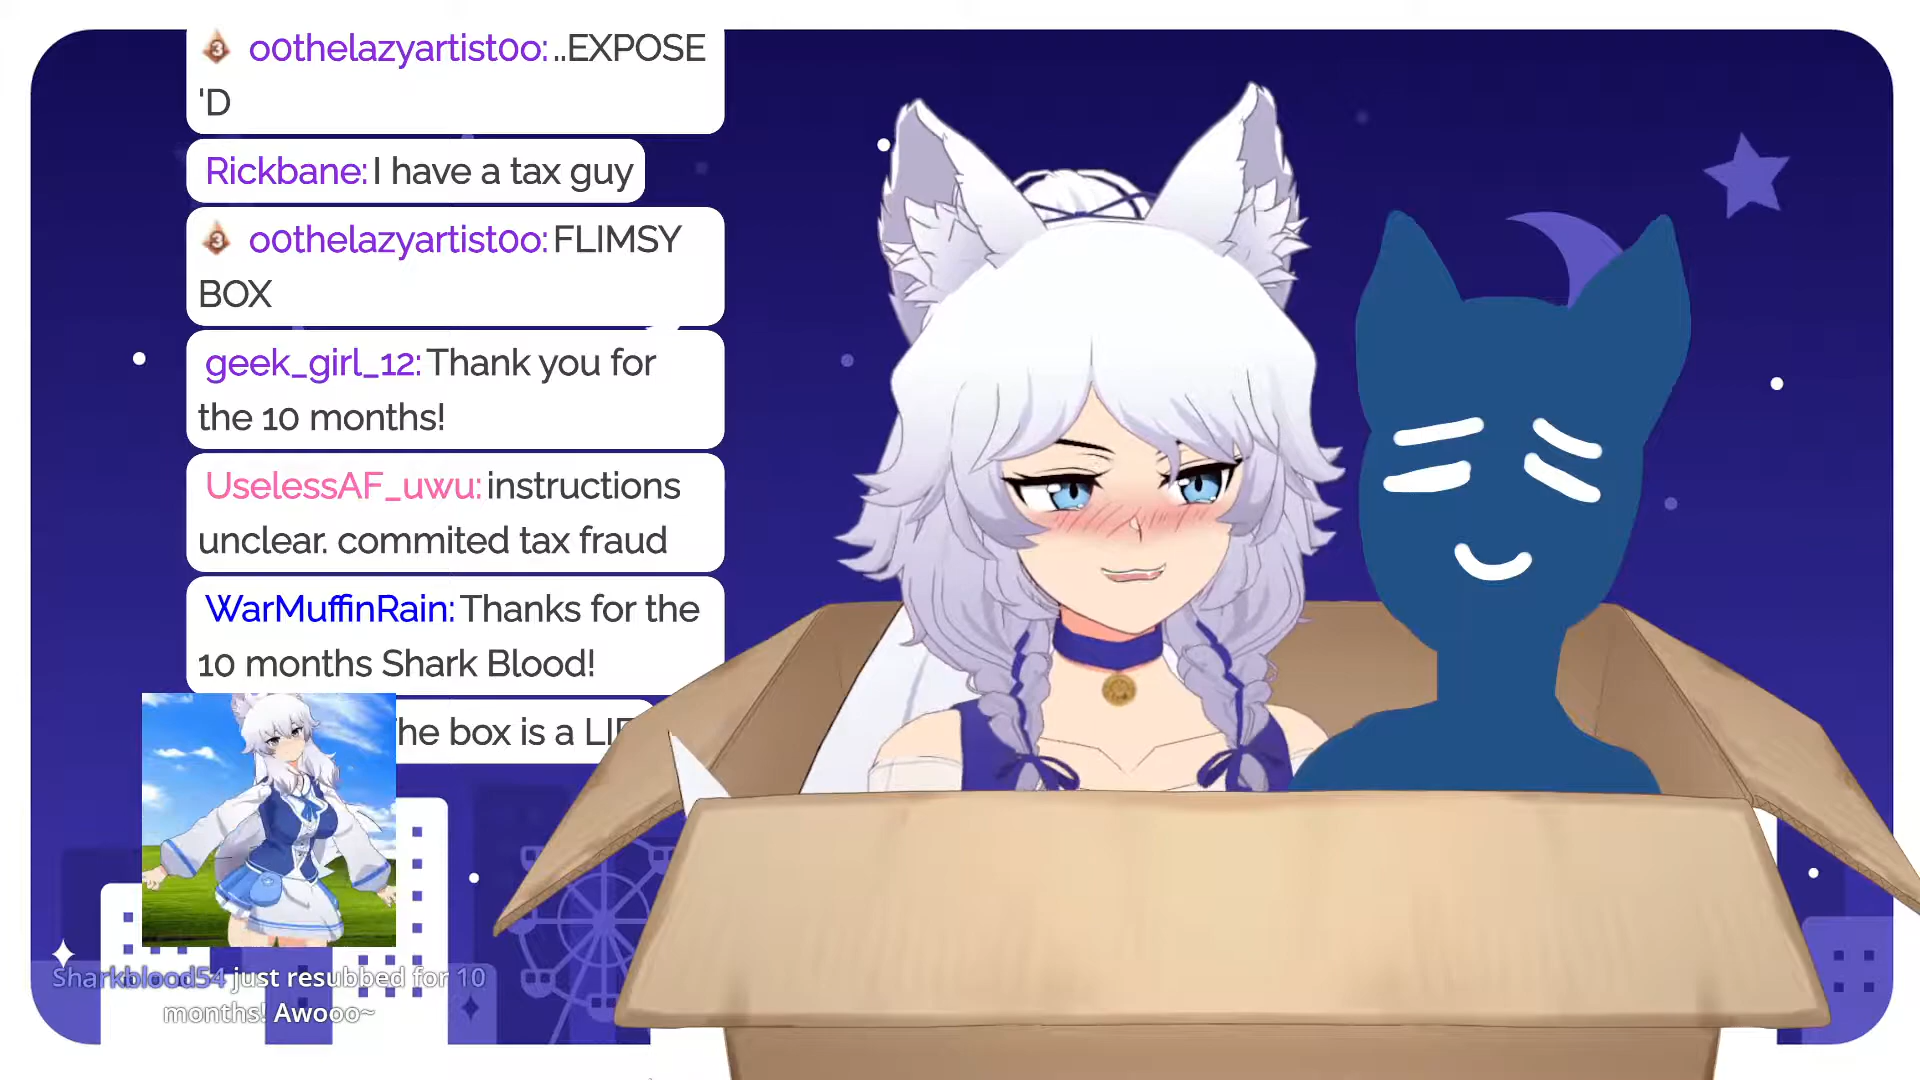 o0thelazyartist0o: ..EXPOSE
'D
Rickbane: I have a tax guy
o0thelazyartist0o: FLIMSY
BOX
geek_girl_12: Thank you for
the 10 months!
UselessAF_uwu: instructions
unclear. commited tax fraud
WarMuffinRain: Thanks for the
10 months Shark Blood!
he box is a LI
Sharkblood54 just resubbed for 10
months! Awooo~